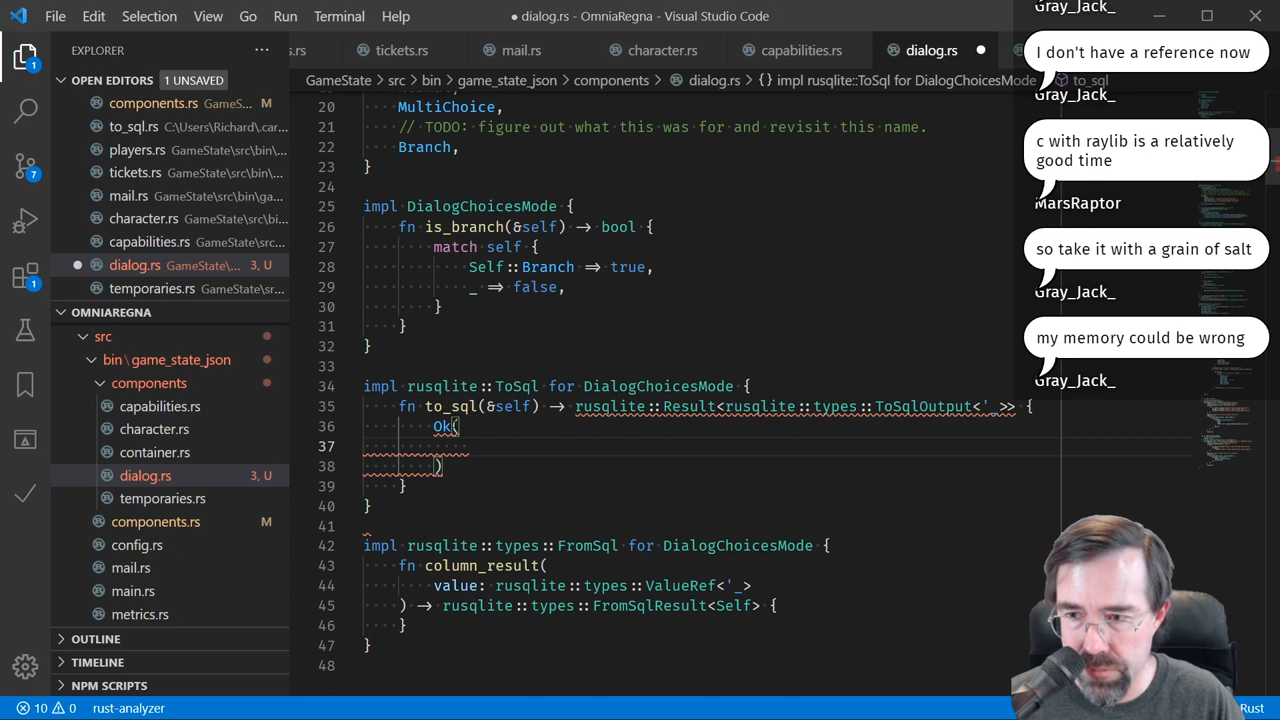 File Edit Selection View Go Run Terminal Help
● dialog.rs - OmniaRegna - Visual Studio Code
EXPLORER
OPEN EDITORS 1 UNSAVED
components.rs GameS... M
to_sql.rs C:\Users\Richard\.car...
players.rs GameState\src\bin\...
tickets.rs GameState\src\bin\...
mail.rs GameState\src\bin\ga...
character.rs GameState\src\bi...
capabilities.rs GameState\src...
dialog.rs GameState\... 3, U
temporaries.rs GameState\sr...
OMNIAREGNA
src
bin\game_state_json
components
capabilities.rs
character.rs
container.rs
dialog.rs 3, U
temporaries.rs
components.rs M
config.rs
mail.rs
main.rs
metrics.rs
OUTLINE
TIMELINE
NPM SCRIPTS
rs tickets.rs mail.rs character.rs capabilities.rs dialog.rs ●
GameState > src > bin > game_state_json > components > dialog.rs > {} impl rusqlite::ToSql for DialogChoicesMode > to_sql
20 MultiChoice,
21 // TODO: figure out what this was for and revisit this name.
22 Branch,
23 }
24
25 impl DialogChoicesMode {
26 fn is_branch(&self) -> bool {
27 match self {
28 Self::Branch => true,
29 _ => false,
30 }
31 }
32 }
33
34 impl rusqlite::ToSql for DialogChoicesMode {
35 fn to_sql(&self) -> rusqlite::Result<rusqlite::types::ToSqlOutput<'_>> {
36 Ok(
37
38 )
39 }
40 }
41
42 impl rusqlite::types::FromSql for DialogChoicesMode {
43 fn column_result(
44 value: rusqlite::types::ValueRef<'_>
45 ) -> rusqlite::types::FromSqlResult<Self> {
46 }
47 }
48
Gray_Jack_
I don't have a reference now
Gray_Jack_
c with raylib is a relatively
good time
MarsRaptor
so take it with a grain of salt
Gray_Jack_
my memory could be wrong
Gray_Jack_
10 0 rust-analyzer
Rust